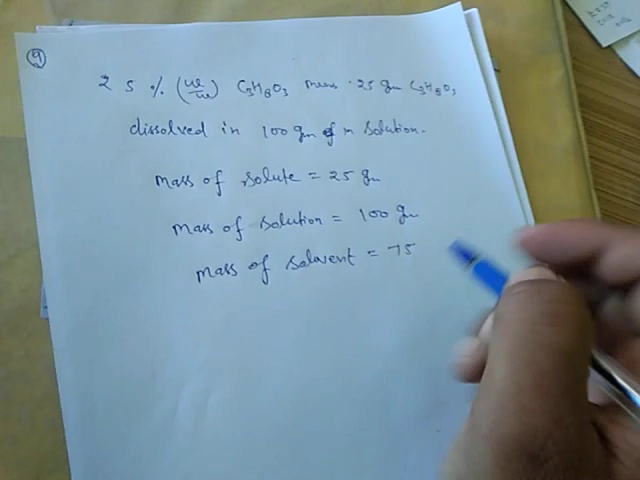 9
25 % (w/w) C3H8O3 means 25 gm C3H8O3
dissolved in 100 gm of m solution.
mass of solute = 25 gm
mass of solution = 100 gm
mass of solvent = 75